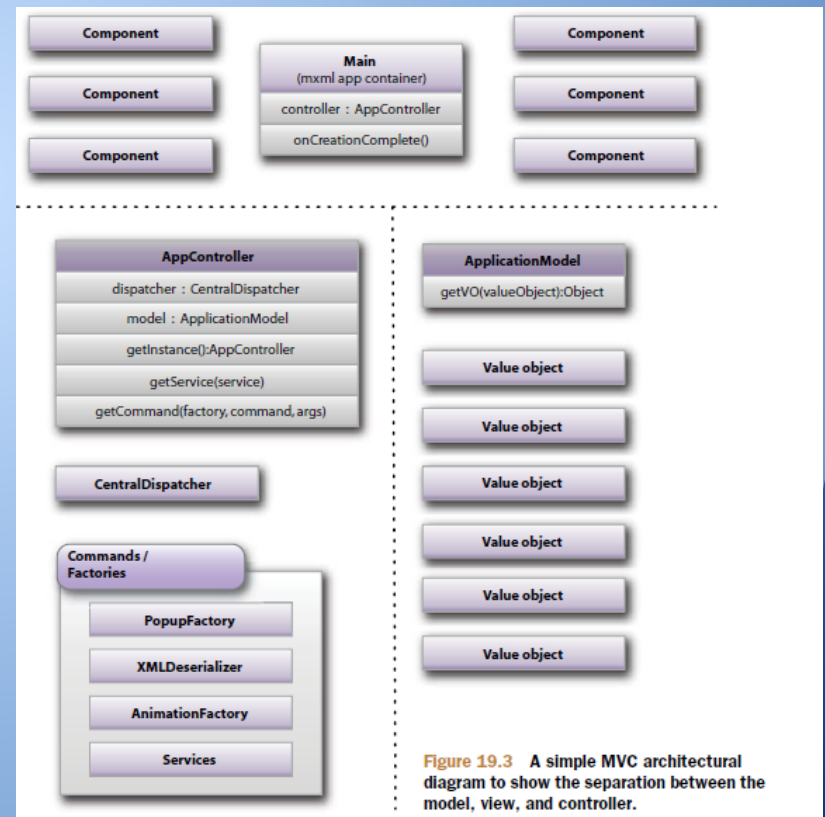 Component
Component
Component
Main
(mxml app container)
controller : AppController
onCreationComplete()
Component
Component
Component
AppController
dispatcher : CentralDispatcher
model : ApplicationModel
getInstance():AppController
getService(service)
getCommand(factory, command, args)
CentralDispatcher
Commands /
Factories
PopupFactory
XMLDeserializer
AnimationFactory
Services
ApplicationModel
getVO(valueObject):Object
Value object
Value object
Value object
Value object
Value object
Value object
Figure 19.3 A simple MVC architectural
diagram to show the separation between the
model, view, and controller.